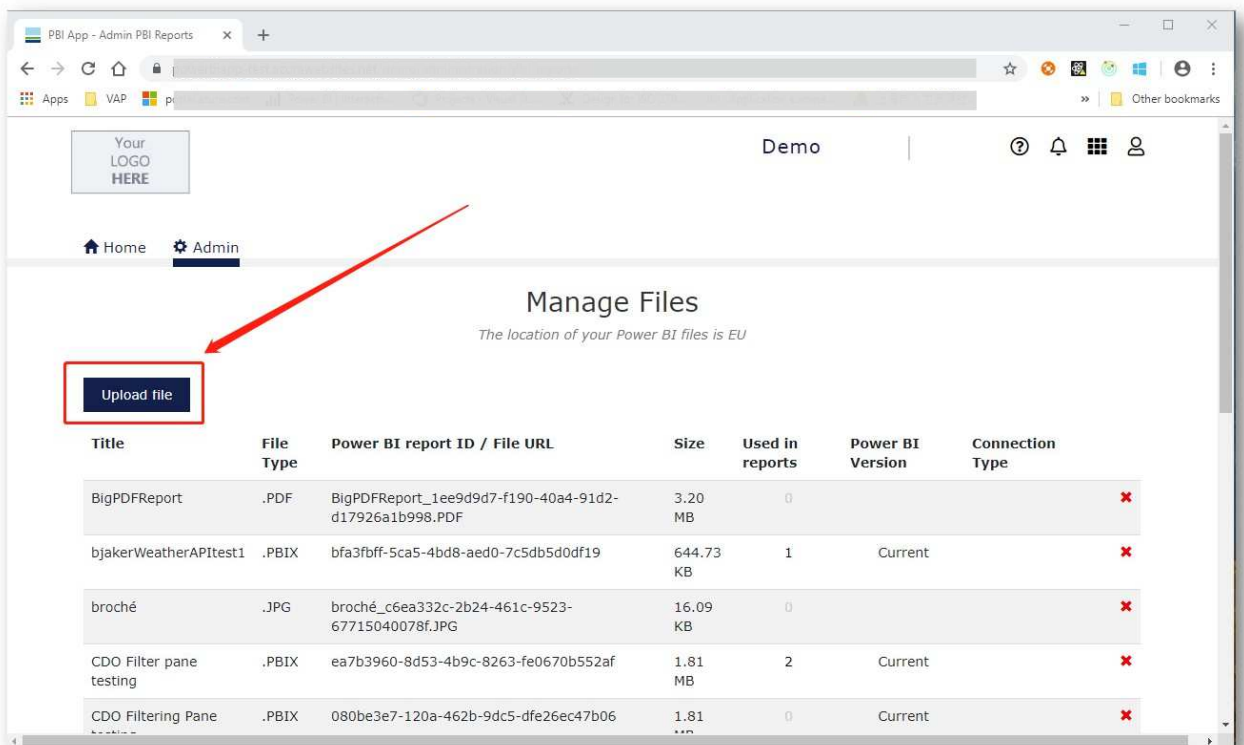 PBI App - Admin PBI Reports
Apps VAP
Other bookmarks
Your
LOGO
HERE
Demo
Home Admin
Manage Files
The location of your Power BI files is EU
Upload file
Title File Type Power BI report ID / File URL Size Used in reports Power BI Version Connection Type
BigPDFReport .PDF BigPDFReport_1ee9d9d7-f190-40a4-91d2- 3.20 0
d17926a1b998.PDF MB
bjakerWeatherAPItest1 .PBIX bfa3fbff-5ca5-4bd8-aed0-7c5db5d0df19 644.73 1 Current
KB
broché .JPG broché_c6ea332c-2b24-461c-9523- 16.09 0
67715040078f.JPG KB
CDO Filter pane .PBIX ea7b3960-8d53-4b9c-8263-fe0670b552af 1.81 2 Current
testing MB
CDO Filtering Pane .PBIX 080be3e7-120a-462b-9dc5-dfe26ec47b06 1.81 0 Current